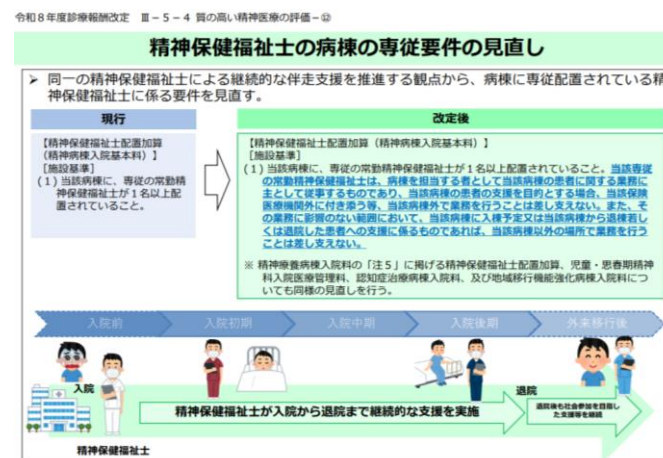 令和8年度診療報酬改定 Ⅲ-5-4 質の高い精神医療の評価-⑫
精神保健福祉士の病棟の専従要件の見直し
➢ 同一の精神保健福祉士による継続的な伴走支援を推進する観点から、病棟に専従配置されている精
神保健福祉士に係る要件を見直す。
現行
【精神保健福祉士配置加算
(精神病棟入院基本料)】
[施設基準]
(1)当該病棟に、専従の常勤精
神保健福祉士が1名以上配
置されていること。
改定後
【精神保健福祉士配置加算(精神病棟入院基本料)】
[施設基準]
(1)当該病棟に、専従の常勤精神保健福祉士が1名以上配置されていること。当該専従
の常勤精神保健福祉士は、病棟を担当する者として当該病棟の患者に関する業務に
主として従事するものであり、当該病棟の患者の支援を目的とする場合、当該保険
医療機関外に付き添う等、当該病棟外で業務を行うことは差し支えない。また、そ
の業務に影響のない範囲において、当該病棟に入棟予定又は当該病棟から退棟若し
くは退院した患者への支援に係るものであれば、当該病棟以外の場所で業務を行う
ことは差し支えない。
※ 精神療養病棟入院料の「注5」に掲げる精神保健福祉士配置加算、児童・思春期精神
科入院医療管理料、認知症治療病棟入院料、及び地域移行機能強化病棟入院料につ
いても同様の見直しを行う。
入院前
入院初期
入院中期
入院後期
外来移行後
入院
退院
精神保健福祉士が入院から退院まで継続的な支援を実施
退院後も社会参加を目指し
た支援等を継続
精神保健福祉士